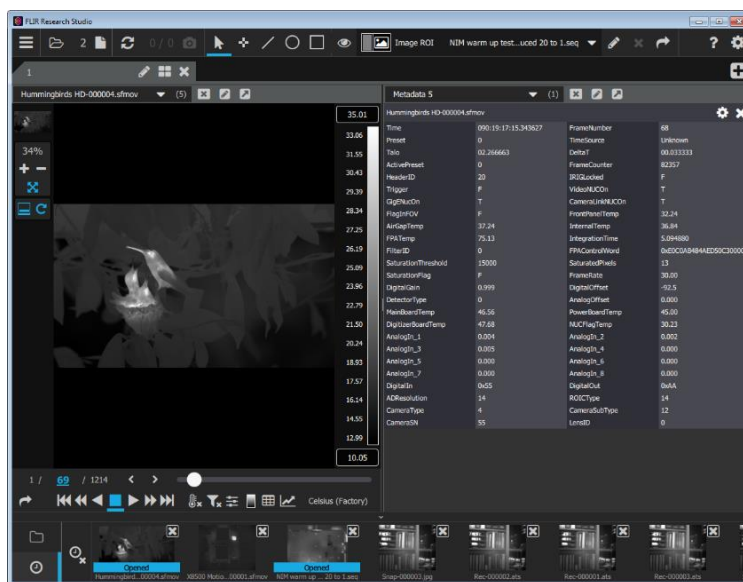 FLIR Research Studio
2
0 / 0
Image ROI
NIM warm up test...uced 20 to 1.seq
?
1
Hummingbirds HD-000004.sfmov
(5)
34%
35.01
33.06
31.55
30.43
29.39
28.34
27.25
26.19
25.09
23.96
22.79
21.50
20.24
18.93
17.57
16.14
14.55
12.99
10.05
1 / 69 / 1214
Celsius (Factory)
Metadata 5
(1)
Hummingbirds HD-000004.sfmov
Time 090:19:17:15.343627 FrameNumber 68
Preset 0 TimeSource Unknown
Talo 02.266663 DeltaT 00.033333
ActivePreset 0 FrameCounter 82357
HeaderID 20 IRIGLocked F
Trigger F VideoNUCOn T
GigENucOn T CameraLinkNUCOn T
FlagInFOV F FrontPanelTemp 32.24
AirGapTemp 37.24 InternalTemp 36.84
FPATemp 75.13 IntegrationTime 5.094880
FilterID 0 FPAControlWord
SaturationThreshold 15000 SaturatedPixels 13
SaturationFlag F FrameRate 30.00
DigitalGain 0.999 DigitalOffset -92.5
DetectorType 0 AnalogOffset 0.000
MainBoardTemp 46.56 PowerBoardTemp 45.00
DigitizerBoardTemp 47.68 NUCFlagTemp 30.23
AnalogIn_1 0.004 AnalogIn_2 0.002
AnalogIn_3 0.005 AnalogIn_4 0.000
AnalogIn_5 0.000 AnalogIn_6 0.000
AnalogIn_7 0.000 AnalogIn_8 0.000
DigitalIn 0x55 DigitalOut 0xAA
ADResolution 14 ROICType 14
CameraType 4 CameraSubType 12
CameraSN 55 LensID 0
Opened
Opened
Hummingbird...00004.sfmov
XB500 Motio...00001.sfmov
NIM warm up ... 20 to 1.seq
Snap-000003.jpg
Rec-000002.ats
Rec-000001.ats
Rec-000003.ats